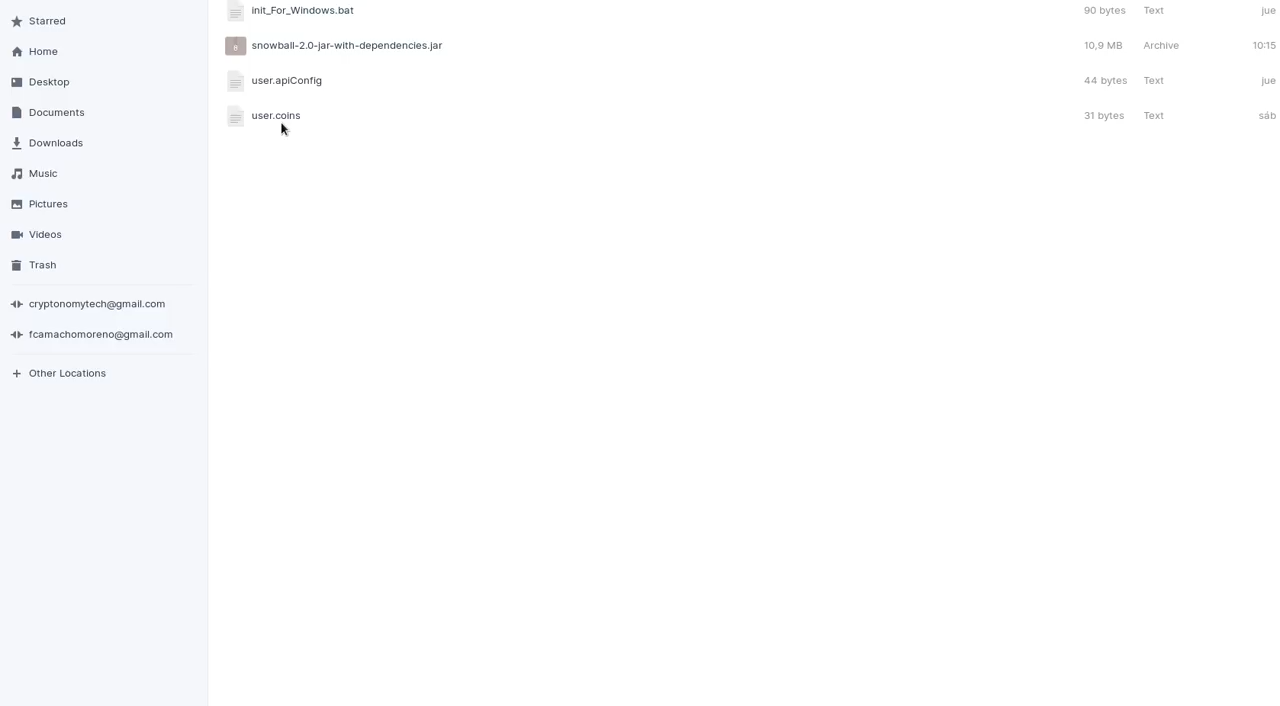 Starred
Home
Desktop
Documents
Downloads
Music
Pictures
Videos
Trash
cryptonomytech@gmail.com
fcamachomoreno@gmail.com
Other Locations
init_For_Windows.bat 90 bytes Text jue
snowball-2.0-jar-with-dependencies.jar 10,9 MB Archive 10:15
user.apiConfig 44 bytes Text jue
user.coins 31 bytes Text sáb